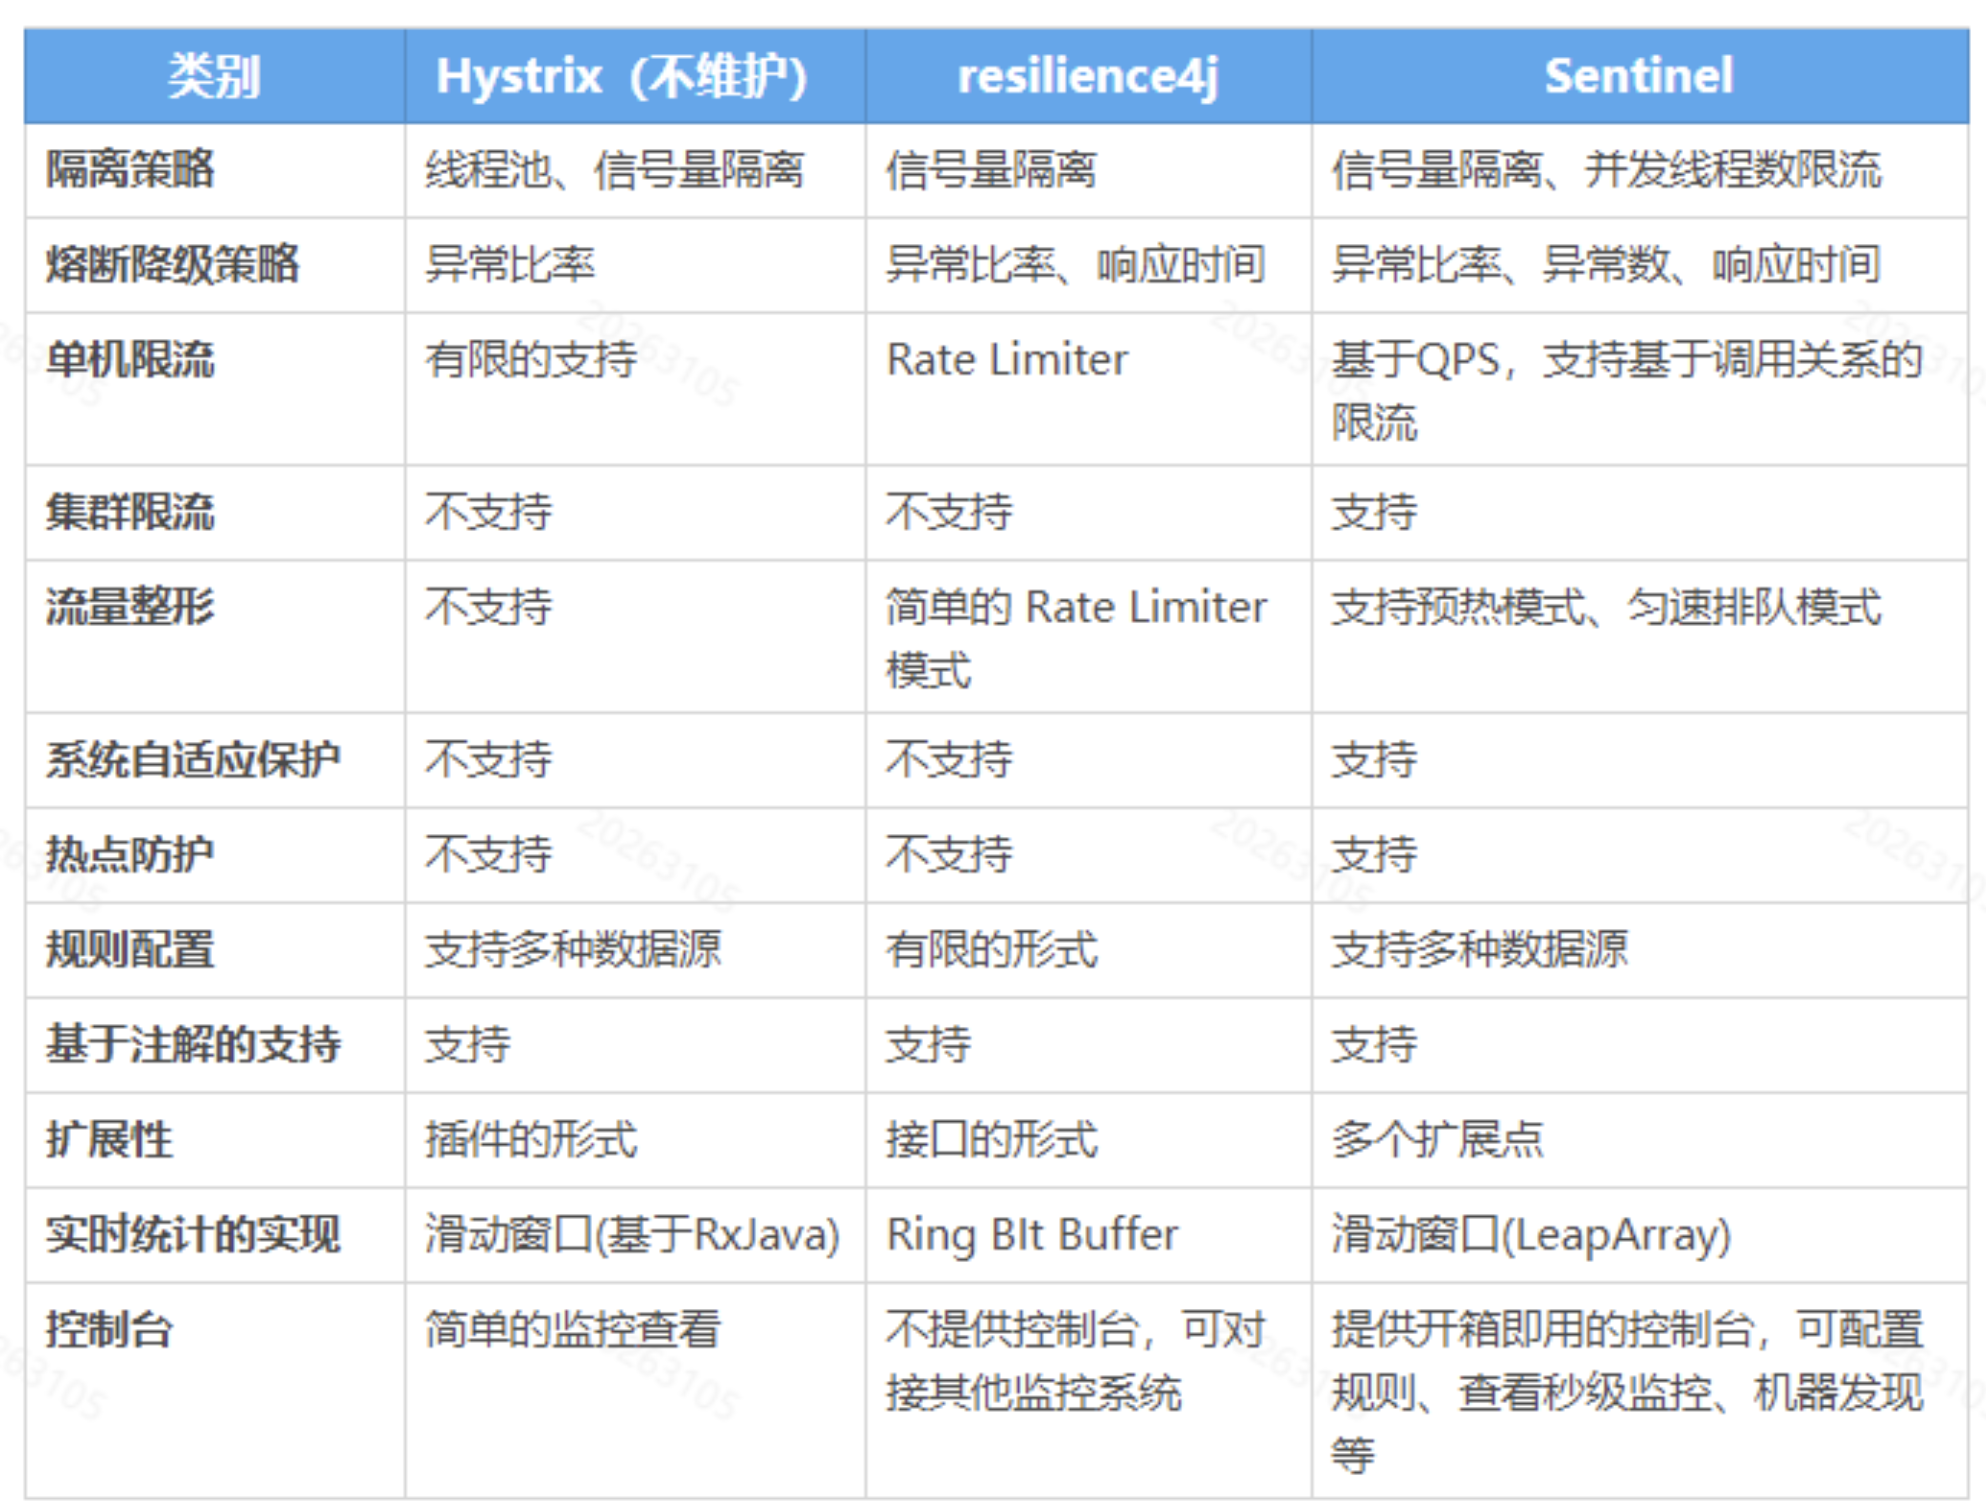 类别 Hystrix（不维护） resilience4j Sentinel
隔离策略 线程池、信号量隔离 信号量隔离 信号量隔离、并发线程数限流
熔断降级策略 异常比率 异常比率、响应时间 异常比率、异常数、响应时间
单机限流 有限的支持 Rate Limiter 基于QPS，支持基于调用关系的
限流
集群限流 不支持 不支持 支持
流量整形 不支持 简单的 Rate Limiter 支持预热模式、匀速排队模式
模式
系统自适应保护 不支持 不支持 支持
热点防护 不支持 不支持 支持
规则配置 支持多种数据源 有限的形式 支持多种数据源
基于注解的支持 支持 支持 支持
扩展性 插件的形式 接口的形式 多个扩展点
实时统计的实现 滑动窗口(基于RxJava) Ring BIt Buffer 滑动窗口(LeapArray)
控制台 简单的监控查看 不提供控制台，可对 提供开箱即用的控制台，可配置
接其他监控系统 规则、查看秒级监控、机器发现
等
20263105